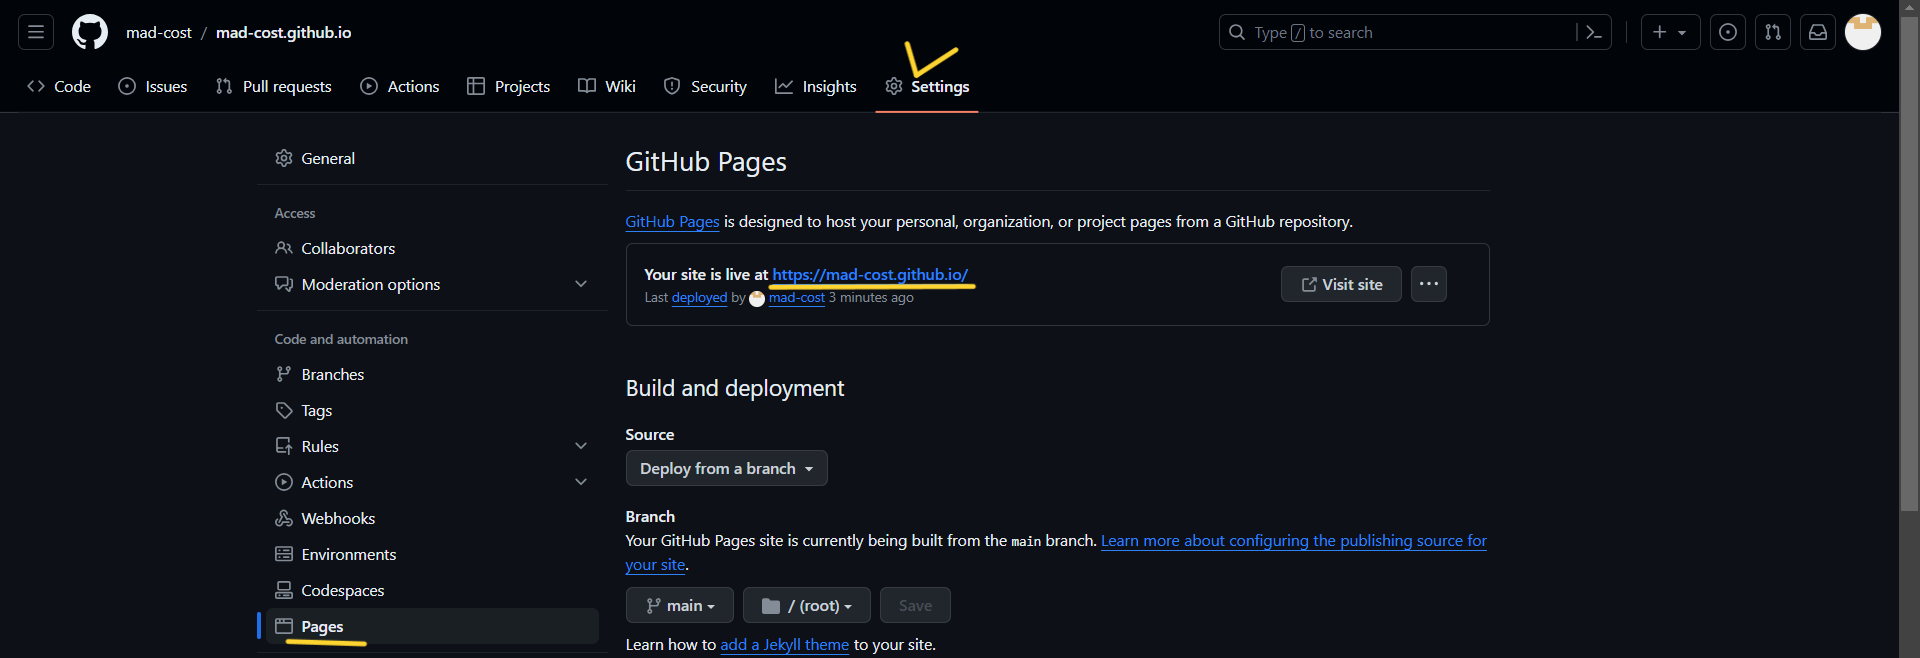 mad-cost / mad-cost.github.io
Type / to search
Code Issues Pull requests Actions Projects Wiki Security Insights Settings
General
Access
Collaborators
Moderation options
Code and automation
Branches
Tags
Rules
Actions
Webhooks
Environments
Codespaces
Pages
GitHub Pages
GitHub Pages is designed to host your personal, organization, or project pages from a GitHub repository.
Your site is live at https://mad-cost.github.io/
Last deployed by mad-cost 3 minutes ago
Visit site
Build and deployment
Source
Deploy from a branch
Branch
Your GitHub Pages site is currently being built from the main branch. Learn more about configuring the publishing source for
your site.
main / (root) Save
Learn how to add a Jekyll theme to your site.